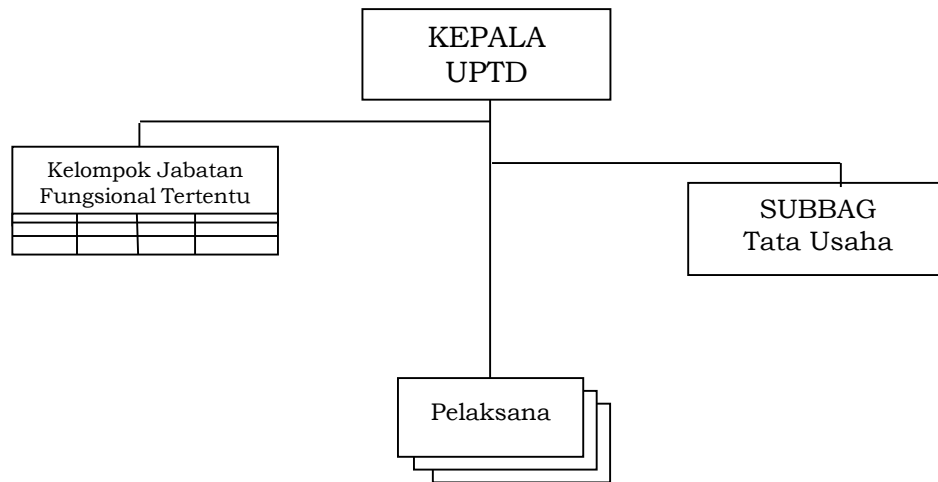 KEPALA
UPTD
Kelompok Jabatan
Fungsional Tertentu
SUBBAG
Tata Usaha
Pelaksana